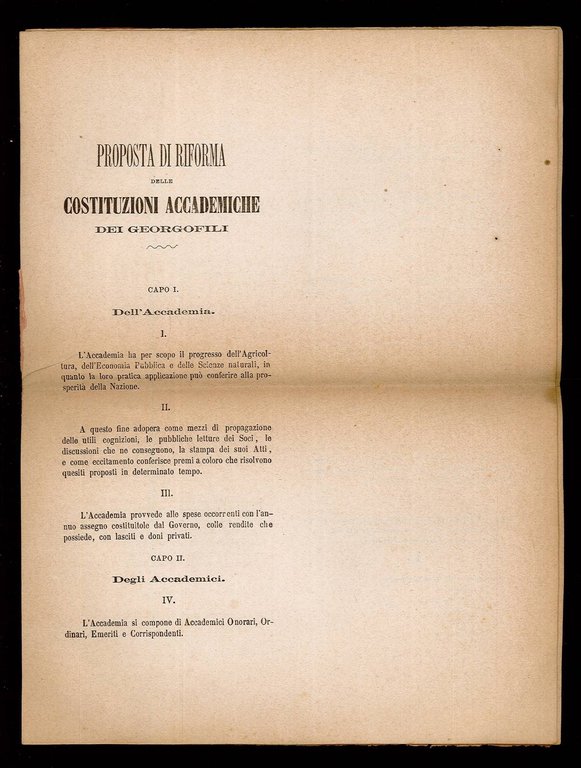 PROPOSTA DI RIFORMA
DELLE
COSTITUZIONI ACCADEMICHE
DEI GEORGOFILI
CAPO I.
Dell'Accademia.
I.
L'Accademia ha per scopo il progresso dell'Agricol-
tura, dell'Economia Pubblica e delle Scienze naturali, in
quanto la loro pratica applicazione può conferire alla pro-
sperità della Nazione.
II.
A questo fine adopera come mezzi di propagazione
delle utili cognizioni, le pubbliche letture dei Soci, le
discussioni che ne conseguono, la stampa dei suoi Atti,
e come eccitamento conferisce premi a coloro che risolvono
quesiti proposti in determinato tempo.
III.
L'Accademia provvede alle spese occorrenti con l'an-
nuo assegno costituitole dal Governo, colle rendite che
possiede, con lasciti e doni privati.
CAPO II.
Degli Accademici.
IV.
L'Accademia si compone di Accademici Onorari, Or-
dinari, Emeriti e Corrispondenti.